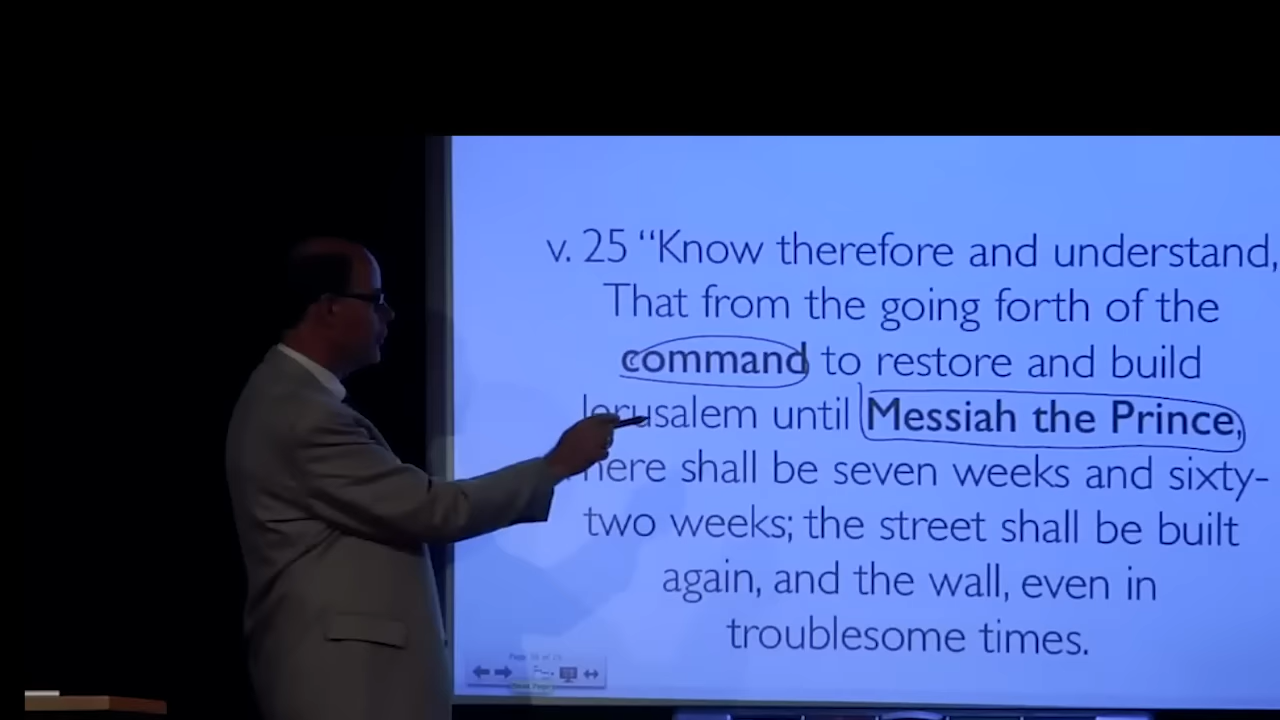 v. 25 “Know therefore and understand,
That from the going forth of the
command to restore and build
Jerusalem until Messiah the Prince,
There shall be seven weeks and sixty-
two weeks; the street shall be built
again, and the wall, even in
troublesome times.